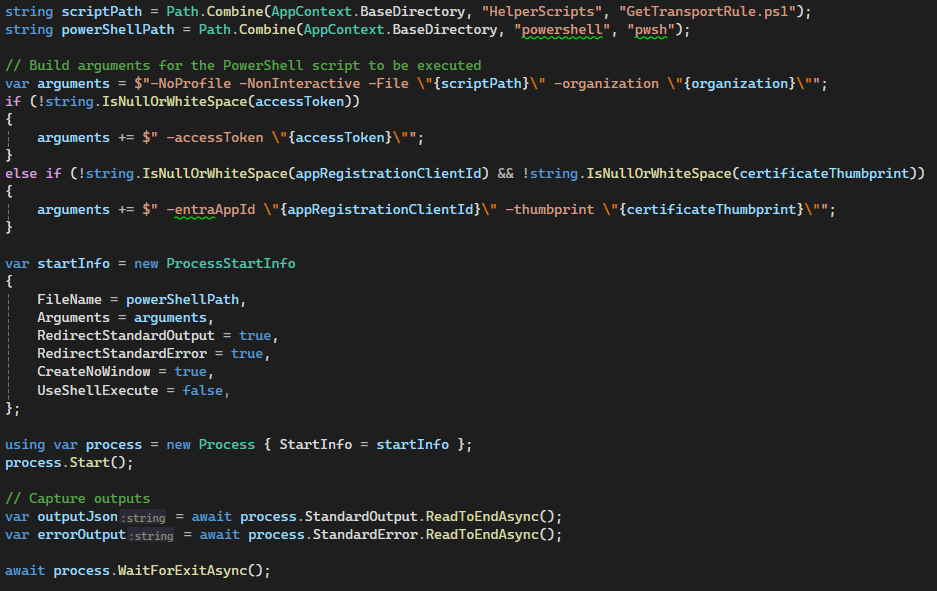 string scriptPath = Path.Combine(AppContext.BaseDirectory, "HelperScripts", "GetTransportRule.ps1");
string powerShellPath = Path.Combine(AppContext.BaseDirectory, "powershell", "pwsh");

// Build arguments for the PowerShell script to be executed
var arguments = $"-NoProfile -NonInteractive -File \"{scriptPath}\" -organization \"{organization}\"";
if (!string.IsNullOrWhiteSpace(accessToken))
{
    arguments += $" -accessToken \"{accessToken}\"";
}
else if (!string.IsNullOrWhiteSpace(appRegistrationClientId) && !string.IsNullOrWhiteSpace(certificateThumbprint))
{
    arguments += $" -entraAppId \"{appRegistrationClientId}\" -thumbprint \"{certificateThumbprint}\"";
}

var startInfo = new ProcessStartInfo
{
    FileName = powerShellPath,
    Arguments = arguments,
    RedirectStandardOutput = true,
    RedirectStandardError = true,
    CreateNoWindow = true,
    UseShellExecute = false,
};

using var process = new Process { StartInfo = startInfo };
process.Start();

// Capture outputs
var outputJson:string = await process.StandardOutput.ReadToEndAsync();
var errorOutput:string = await process.StandardError.ReadToEndAsync();

await process.WaitForExitAsync();